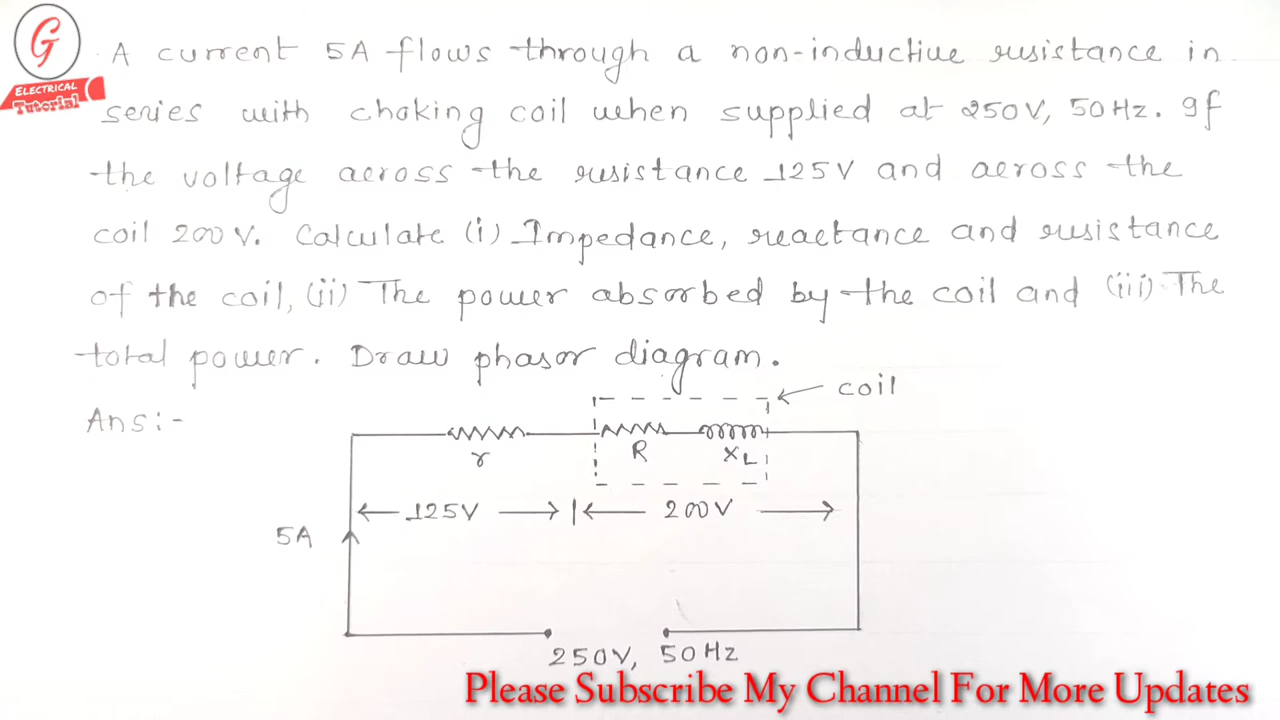 G
ELECTRICAL
Tutorial
A current 5A flows through a non-inductive resistance in
series with choking coil when supplied at 250V, 50Hz. If
the voltage across the resistance 125V and across the
coil 200V. Calculate (i) Impedance, reactance and resistance
of the coil, (ii) The power absorbed by the coil and (iii) The
total power. Draw phasor diagram.
Ans:-
coil
r R XL
125V 200V
5A
250V, 50Hz
Please Subscribe My Channel For More Updates